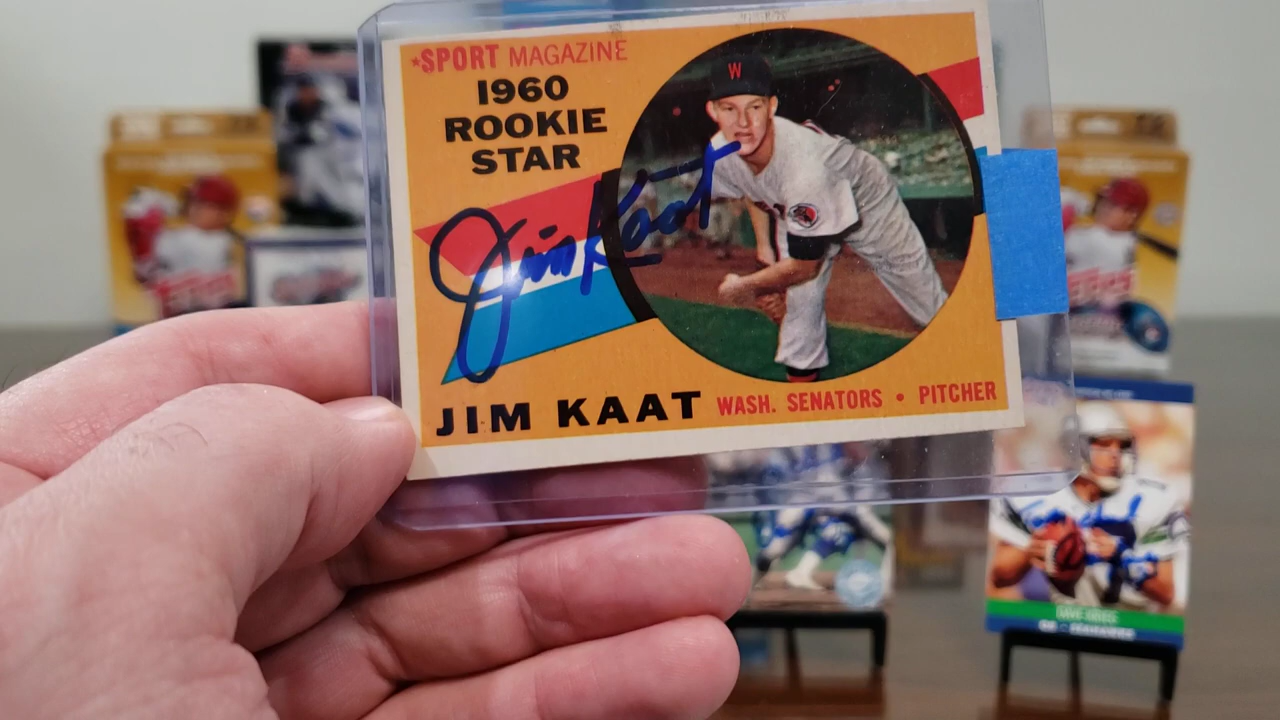 ★SPORT MAGAZINE
1960
ROOKIE
STAR
W
Jim Kaat
JIM KAAT WASH. SENATORS • PITCHER